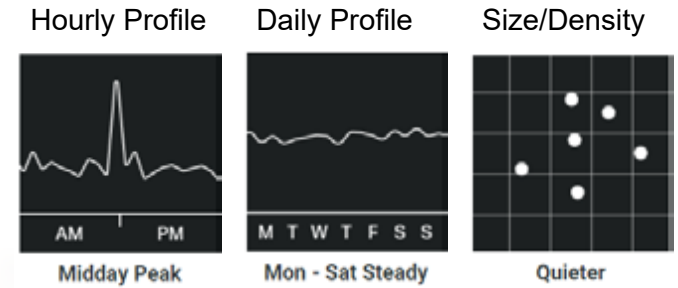 Hourly Profile
Daily Profile
Size/Density
AM PM
M T W T F S S
Midday Peak
Mon - Sat Steady
Quieter